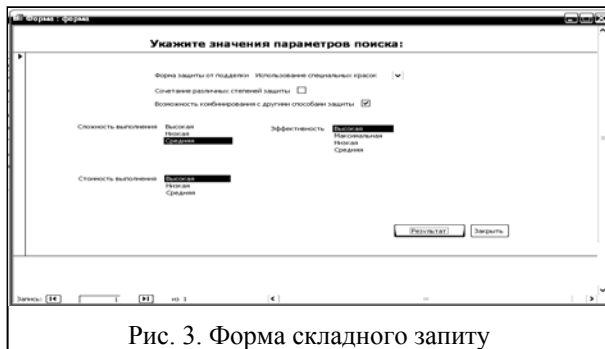 Форма : форма
Укажите значения параметров поиска:
Форма защиты от подделки Использование специальных красок
Сочетание различных степеней защиты
Возможность комбинирования с другими способами защиты
Сложность выполнения Высокая Низкая Средняя
Эффективность Высокая Максимальная Низкая Средняя
Стоимость выполнения Высокая Низкая Средняя
Результат Закрыть
Запись: 1 из 1
Рис. 3. Форма складного запиту